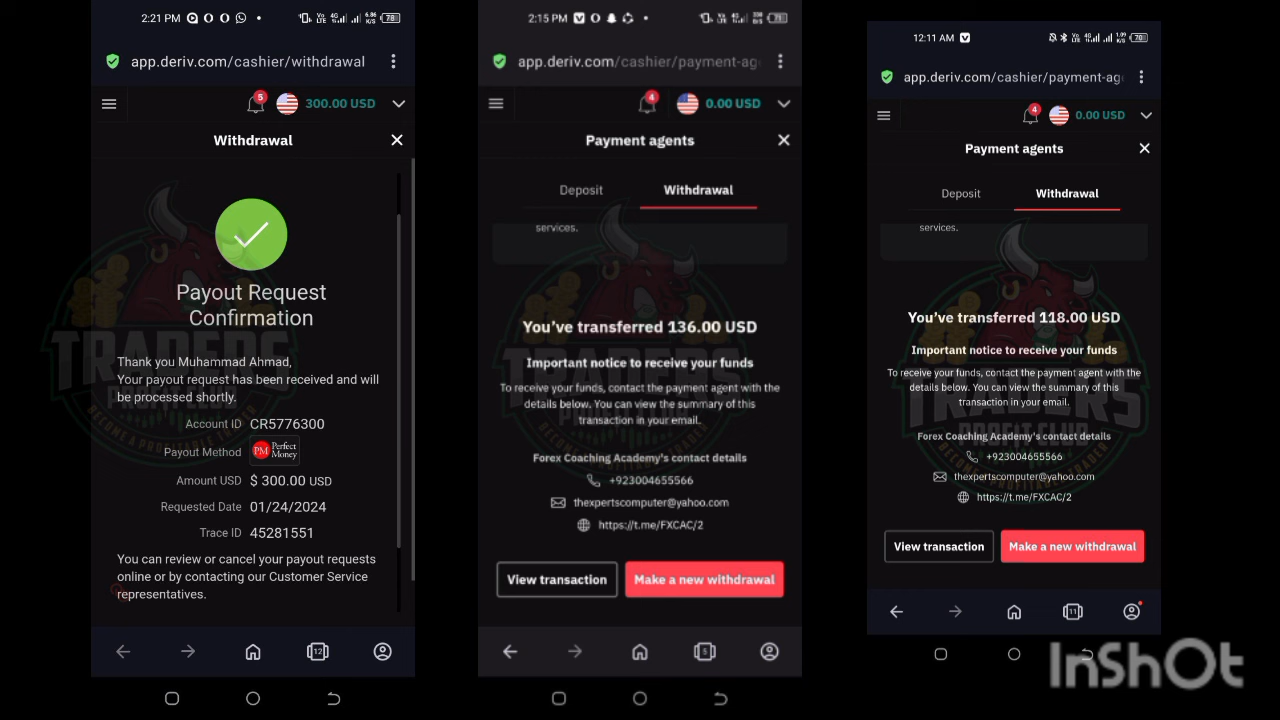 2:21 PM
6.86 K/S
78
app.deriv.com/cashier/withdrawal
5
300.00 USD
Withdrawal
Payout Request
Confirmation
Thank you Muhammad Ahmad,
Your payout request has been received and will
be processed shortly.
Account ID CR5776300
Payout Method PM Perfect Money
Amount USD $ 300.00 USD
Requested Date 01/24/2024
Trace ID 45281551
You can review or cancel your payout requests
online or by contacting our Customer Service
representatives.
12
2:15 PM
app.deriv.com/cashier/payment-ag
4
0.00 USD
Payment agents
Deposit
Withdrawal
services.
You've transferred 136.00 USD
Important notice to receive your funds
To receive your funds, contact the payment agent with the
details below. You can view the summary of this
transaction in your email.
Forex Coaching Academy's contact details
+923004655566
thexpertscomputer@yahoo.com
https://t.me/FXCAC/2
View transaction
Make a new withdrawal
12:11 AM
app.deriv.com/cashier/payment-age
4
0.00 USD
Payment agents
Deposit
Withdrawal
services.
You've transferred 118.00 USD
Important notice to receive your funds
To receive your funds, contact the payment agent with the
details below. You can view the summary of this
transaction in your email.
Forex Coaching Academy's contact details
+923004655566
thexpertscomputer@yahoo.com
https://t.me/FXCAC/2
View transaction
Make a new withdrawal
11
TRADERS
PROFIT CLUB
InShOt